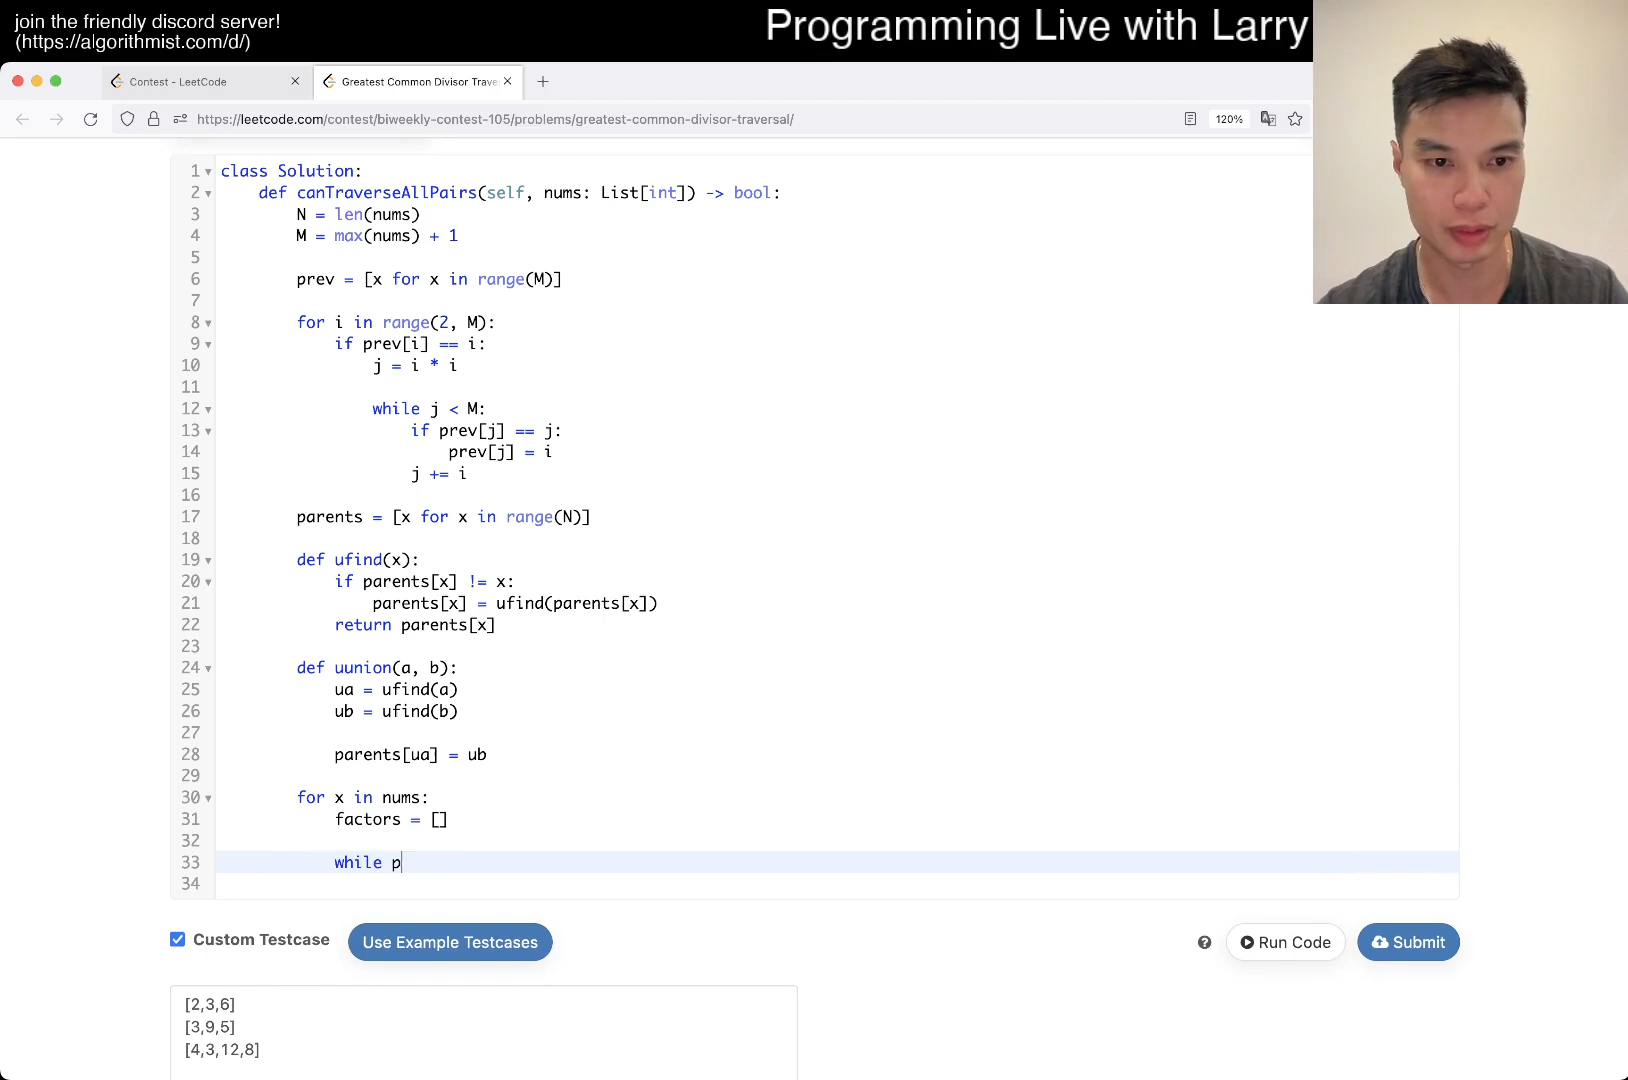 join the friendly discord server!
(https://algorithmist.com/d/)
Programming Live with Larry
Contest - LeetCode
Greatest Common Divisor Trave
https://leetcode.com/contest/biweekly-contest-105/problems/greatest-common-divisor-traversal/
120%
1 class Solution:
2     def canTraverseAllPairs(self, nums: List[int]) -> bool:
3         N = len(nums)
4         M = max(nums) + 1
5
6         prev = [x for x in range(M)]
7
8         for i in range(2, M):
9             if prev[i] == i:
10                 j = i * i
11
12                 while j < M:
13                     if prev[j] == j:
14                         prev[j] = i
15                     j += i
16
17         parents = [x for x in range(N)]
18
19         def ufind(x):
20             if parents[x] != x:
21                 parents[x] = ufind(parents[x])
22             return parents[x]
23
24         def uunion(a, b):
25             ua = ufind(a)
26             ub = ufind(b)
27
28             parents[ua] = ub
29
30         for x in nums:
31             factors = []
32
33             while p
34
Custom Testcase
Use Example Testcases
Run Code
Submit
[2,3,6]
[3,9,5]
[4,3,12,8]